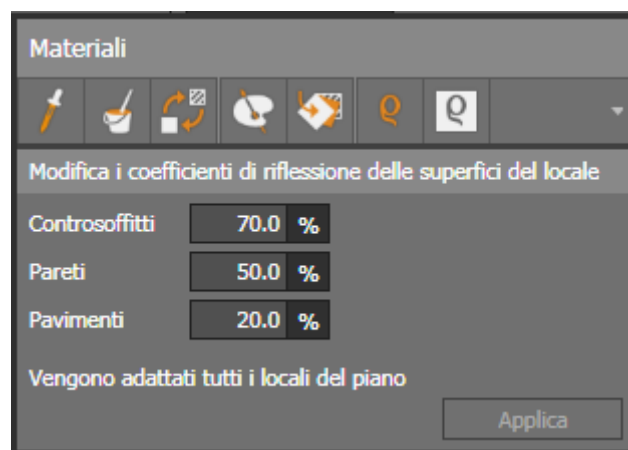 Materiali
ϱ ϱ
Modifica i coefficienti di riflessione delle superfici del locale
Controsoffitti 70.0 %
Pareti 50.0 %
Pavimenti 20.0 %
Vengono adattati tutti i locali del piano
Applica